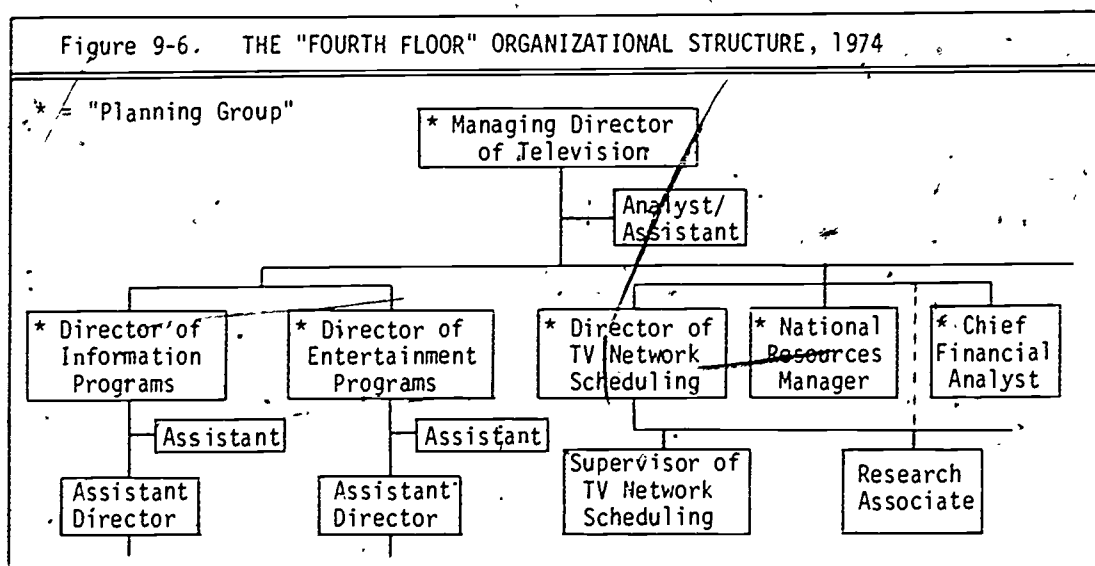 Figure 9-6. THE "FOURTH FLOOR" ORGANIZATIONAL STRUCTURE, 1974
* = "Planning Group"
* Managing Director
of Television
Analyst/
Assistant
* Director of
Information
Programs
* Director of
Entertainment
Programs
* Director of
TV Network
Scheduling
* National
Resources
Manager
* Chief
Financial
Analyst
Assistant
Assistant
Assistant
Director
Assistant
Director
Supervisor of
TV Network
Scheduling
Research
Associate